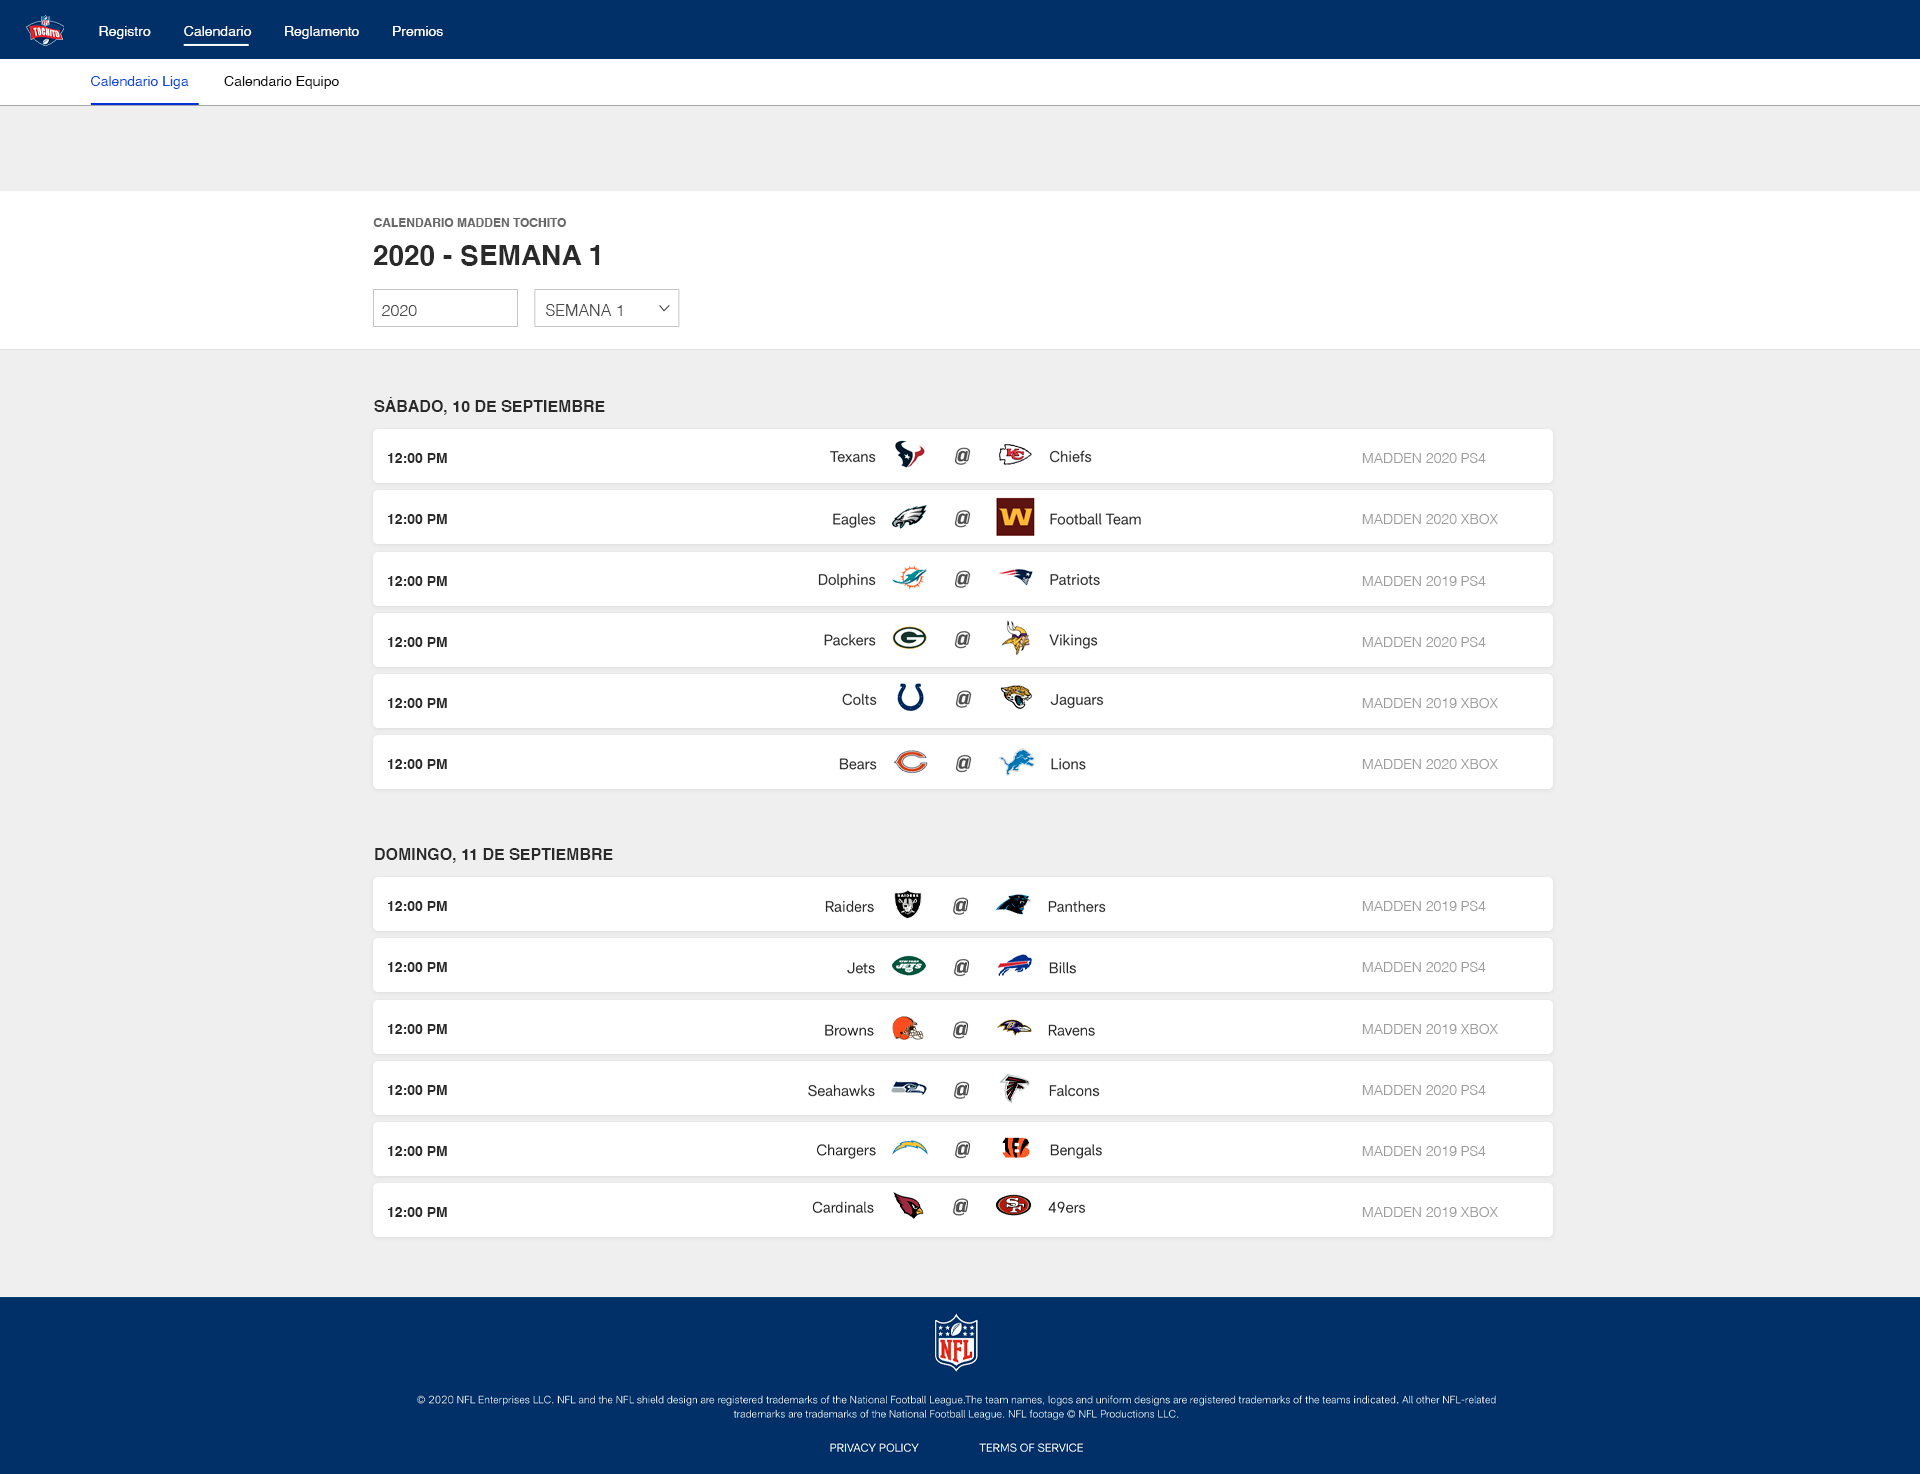 TOCHITO
Registro Calendario Reglamento Premios
Calendario Liga Calendario Equipo
CALENDARIO MADDEN TOCHITO
2020 - SEMANA 1
2020 SEMANA 1
SÁBADO, 10 DE SEPTIEMBRE
12:00 PM Texans @ Chiefs MADDEN 2020 PS4
12:00 PM Eagles @ W Football Team MADDEN 2020 XBOX
12:00 PM Dolphins @ Patriots MADDEN 2019 PS4
12:00 PM Packers G @ Vikings MADDEN 2020 PS4
12:00 PM Colts @ Jaguars MADDEN 2019 XBOX
12:00 PM Bears C @ Lions MADDEN 2020 XBOX
DOMINGO, 11 DE SEPTIEMBRE
12:00 PM Raiders RAIDERS @ Panthers MADDEN 2019 PS4
12:00 PM Jets JETS @ Bills MADDEN 2020 PS4
12:00 PM Browns @ Ravens MADDEN 2019 XBOX
12:00 PM Seahawks @ Falcons MADDEN 2020 PS4
12:00 PM Chargers @ Bengals MADDEN 2019 PS4
12:00 PM Cardinals @ SF 49ers MADDEN 2019 XBOX
NFL
© 2020 NFL Enterprises LLC. NFL and the NFL shield design are registered trademarks of the National Football League.The team names, logos and uniform designs are registered trademarks of the teams indicated. All other NFL-related
trademarks are trademarks of the National Football League. NFL footage © NFL Productions LLC.
PRIVACY POLICY TERMS OF SERVICE